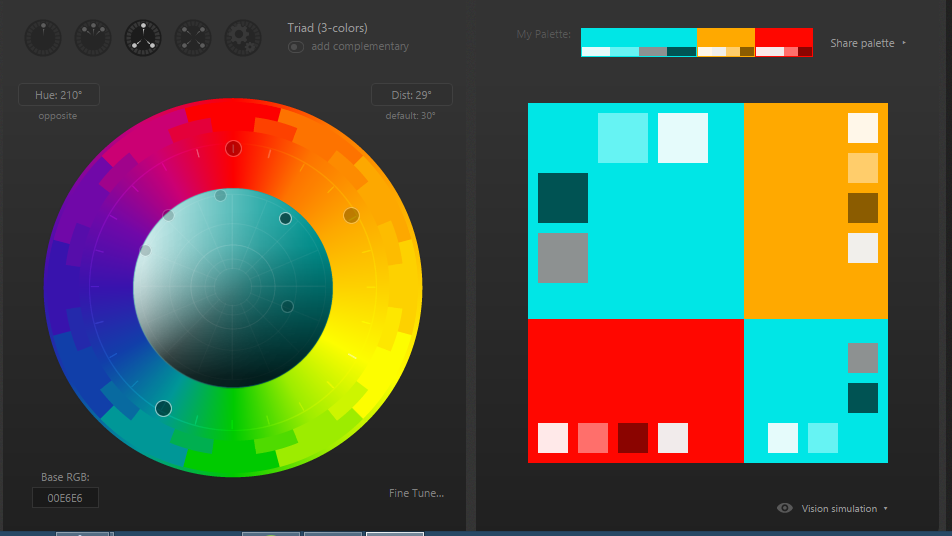 Triad (3-colors)
add complementary
Hue: 210°
opposite
Dist: 29°
default: 30°
Base RGB:
00E6E6
Fine Tune...
My Palette:
Share palette
Vision simulation